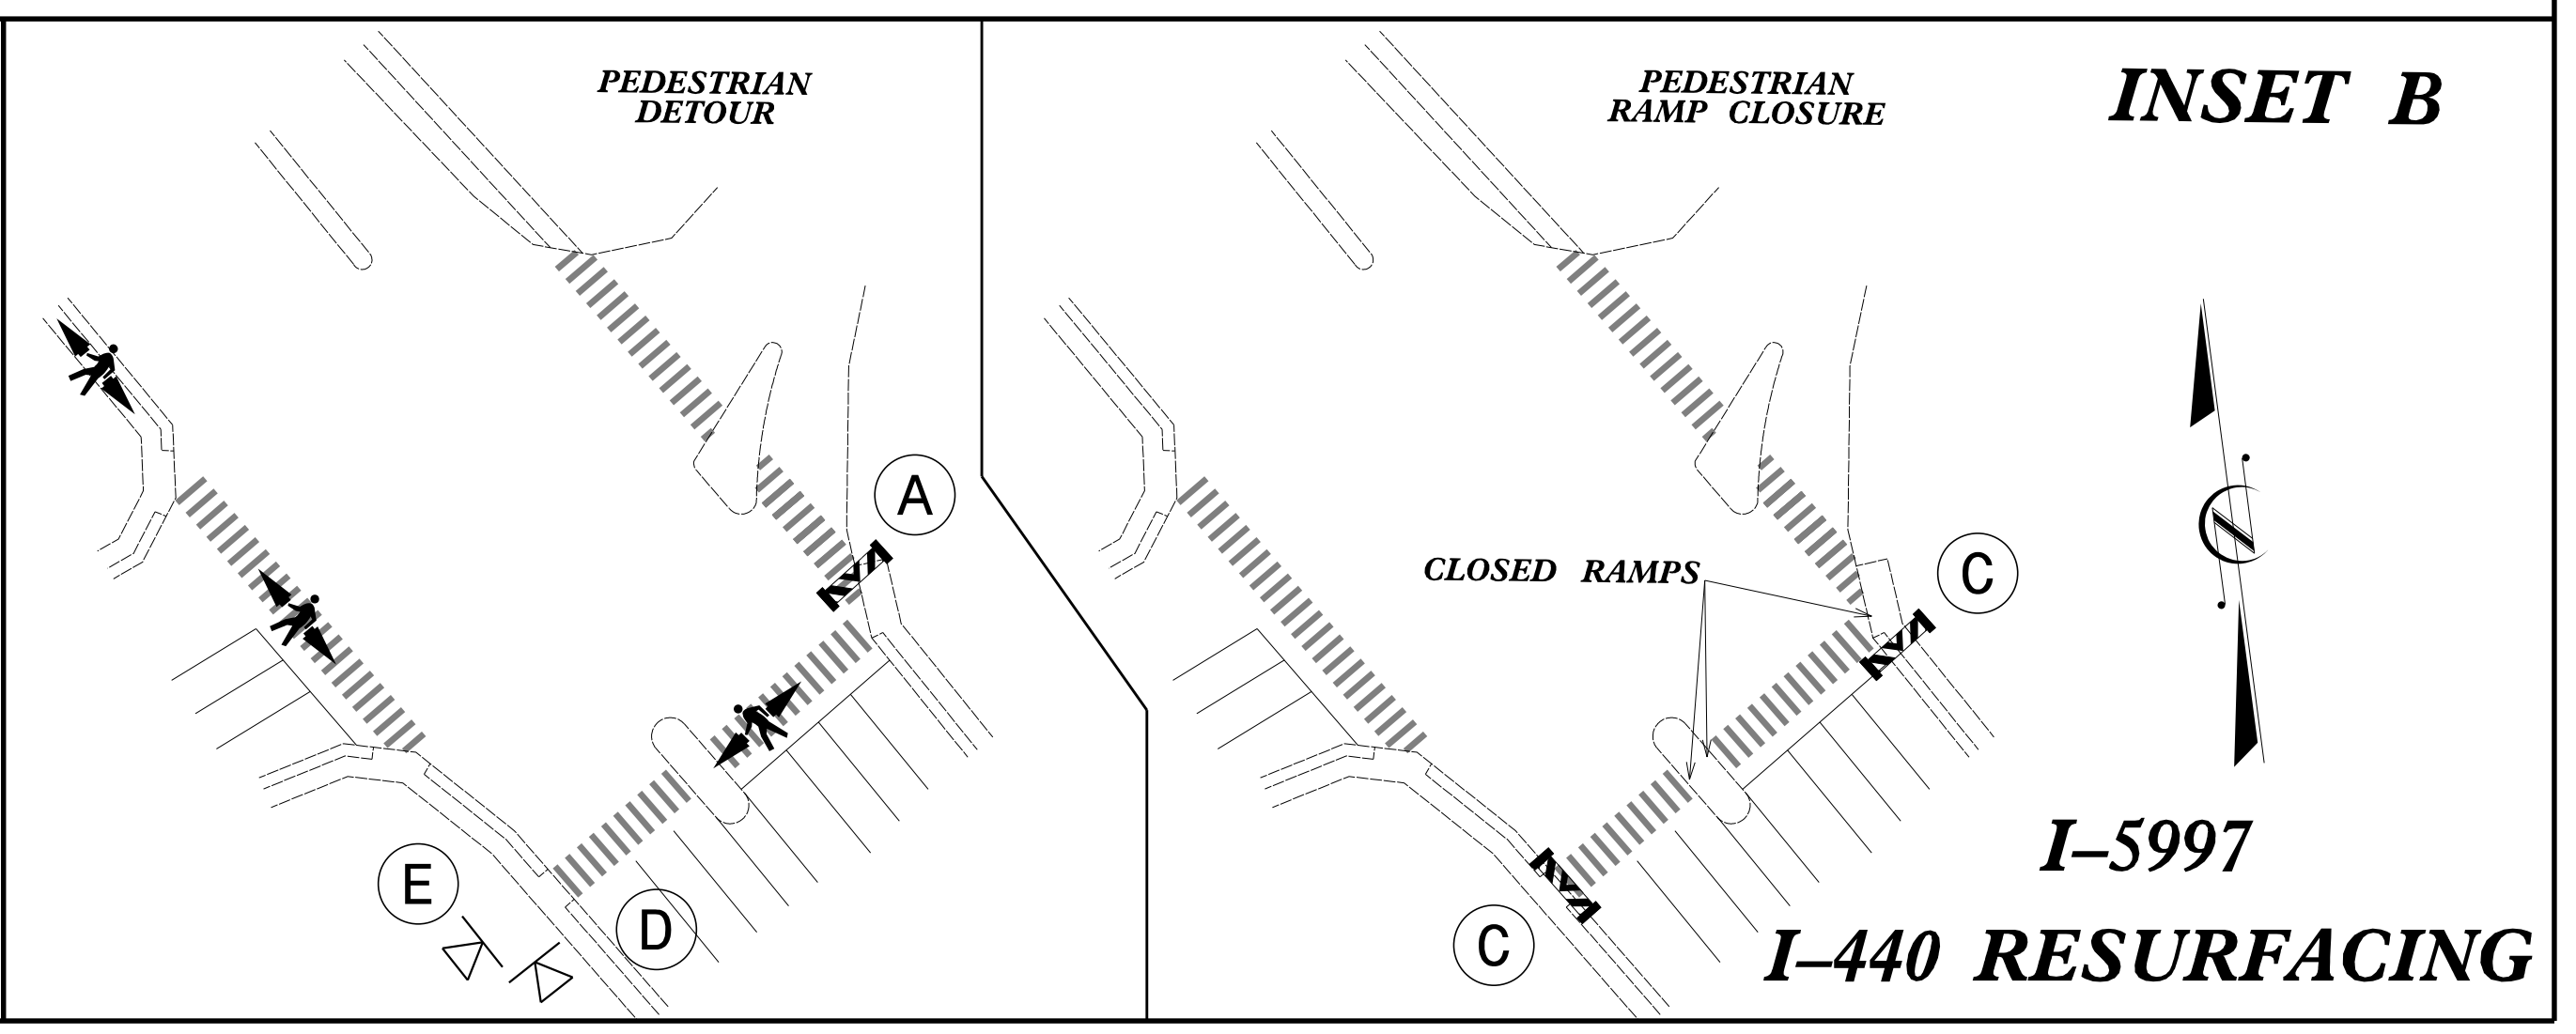 PEDESTRIAN
DETOUR
A
E
D
PEDESTRIAN
RAMP CLOSURE
INSET B
CLOSED RAMPS
C
C
N
I-5997
I-440 RESURFACING